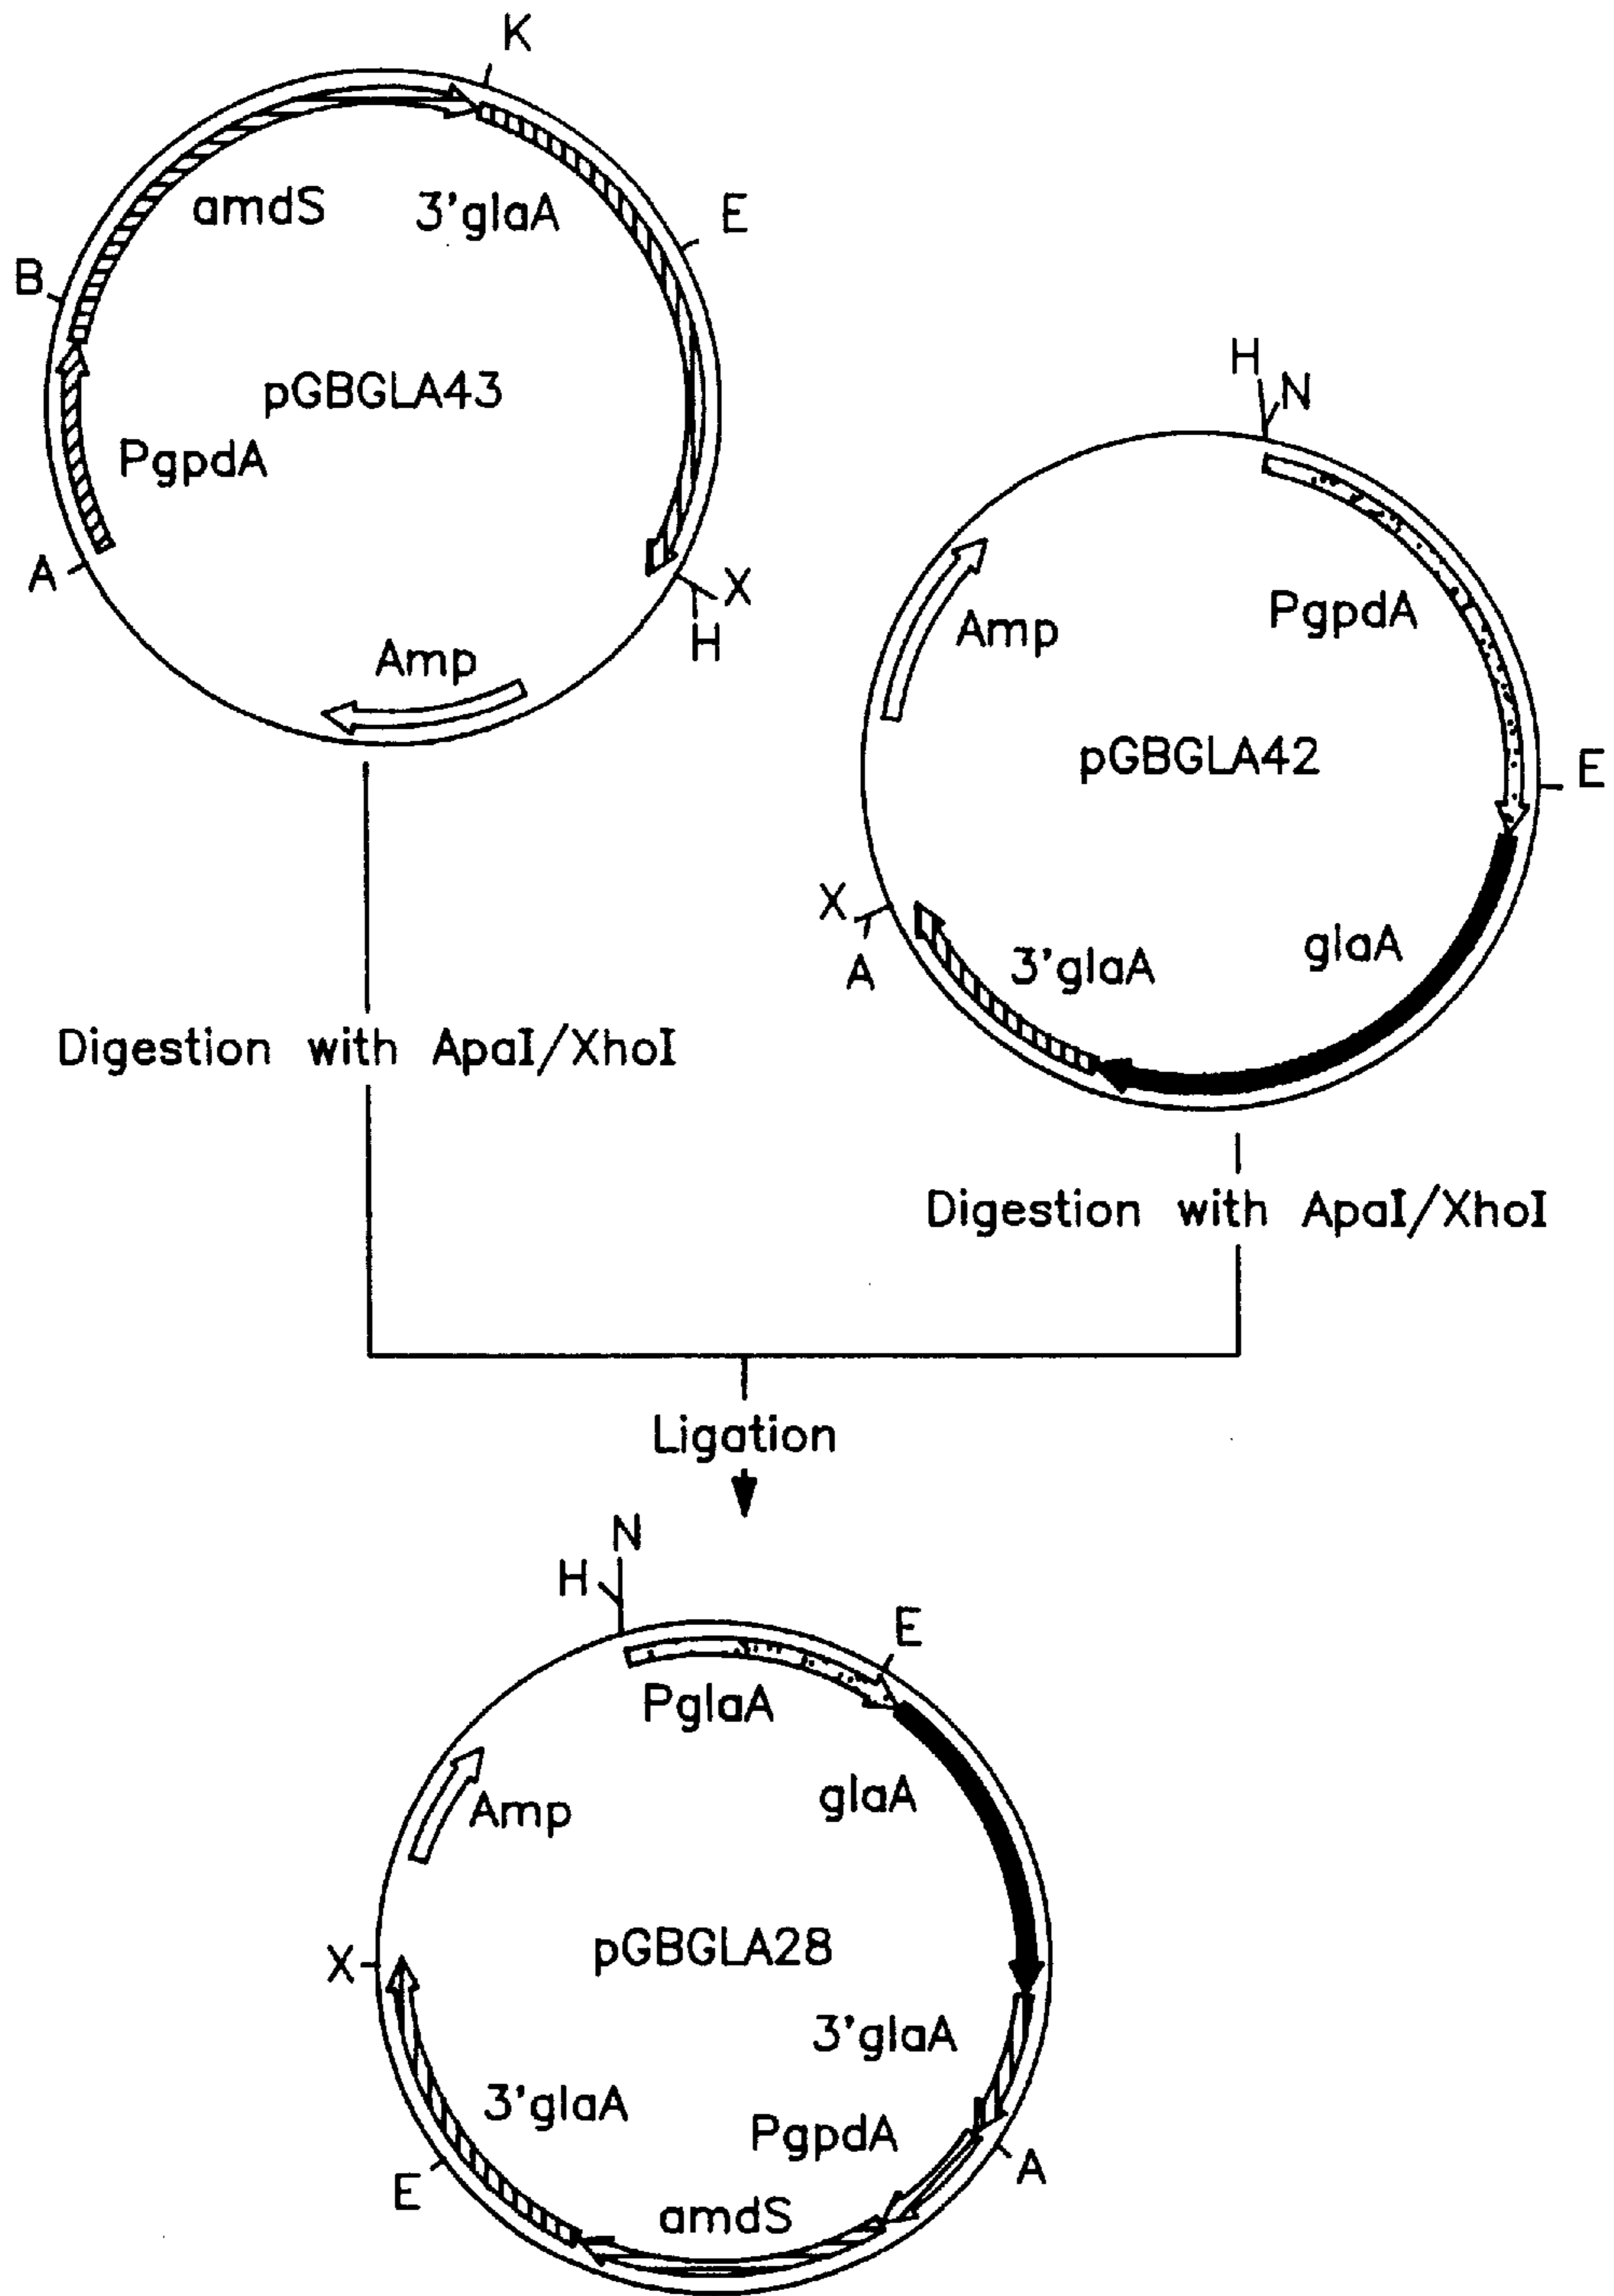 K
amdS
3'glaA
E
B
pGBGLA43
PgpdA
A
X
H
Amp
H
N
PgpdA
Amp
pGBGLA42
E
X
A
3'glaA
glaA
Digestion with ApaI/XhoI
Digestion with ApaI/XhoI
Ligation
N
H
E
PglaA
glaA
Amp
pGBGLA28
X
3'glaA
3'glaA
PgpdA
A
E
amdS